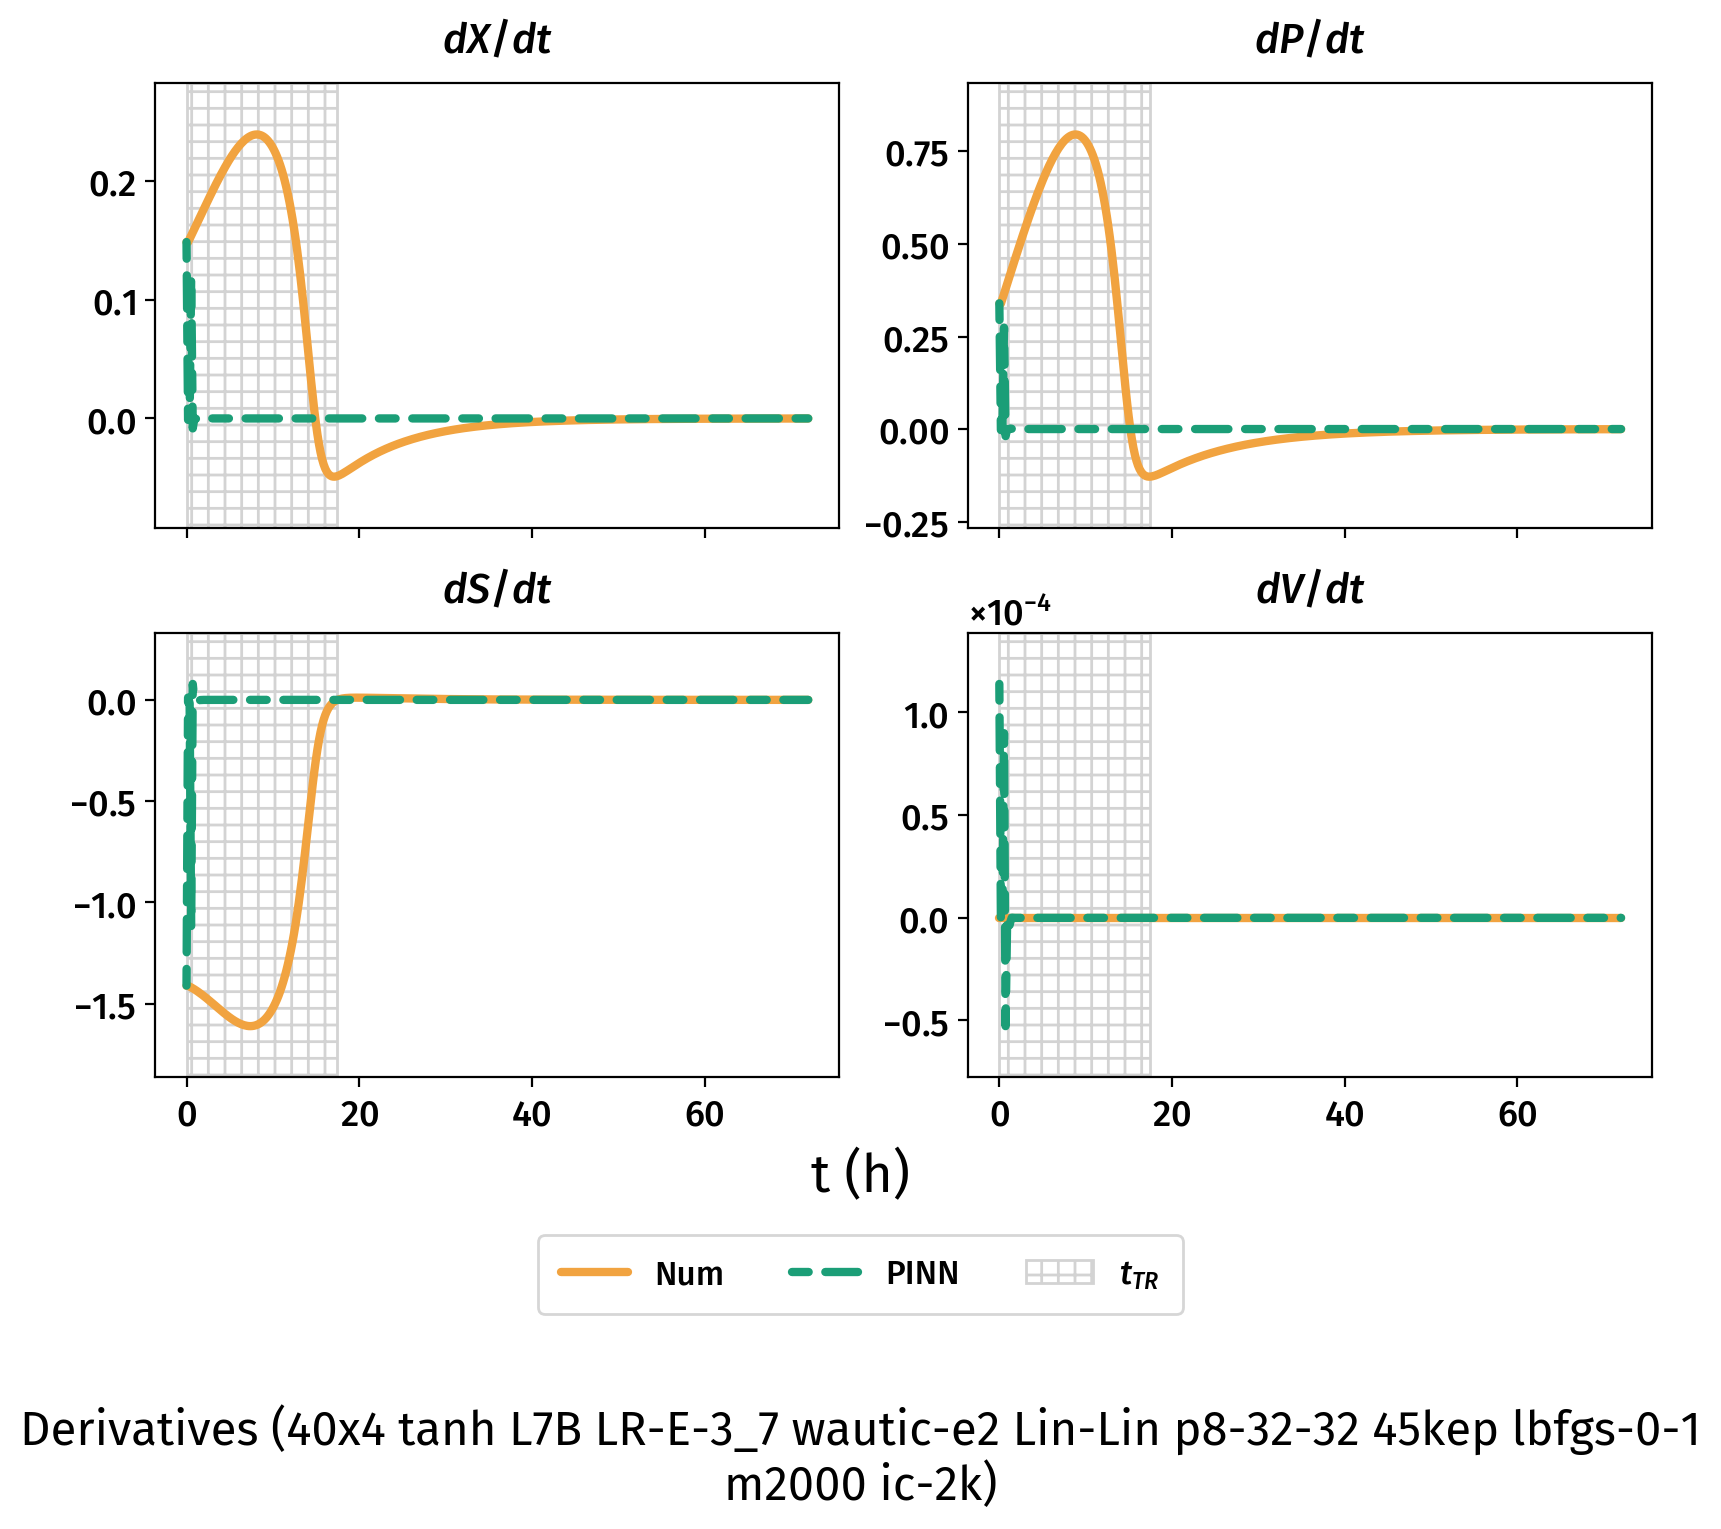 dX/dt
dP/dt
0.2
0.1
0.0
0.75
0.50
0.25
0.00
−0.25
dS/dt
dV/dt
×10⁻⁴
0.0
−0.5
−1.0
−1.5
1.0
0.5
0.0
−0.5
0 20 40 60
0 20 40 60
t (h)
Num PINN t_TR
Derivatives (40x4 tanh L7B LR-E-3_7 wautic-e2 Lin-Lin p8-32-32 45kep lbfgs-0-1
m2000 ic-2k)